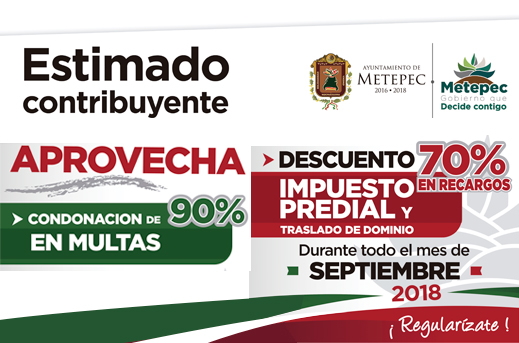 Estimado
contribuyente
AYUNTAMIENTO DE
METEPEC
2016 • 2018
Metepec
Gobierno que
Decide contigo
APROVECHA
CONDONACION DE 90%
EN MULTAS
DESCUENTO 70%
EN RECARGOS
IMPUESTO
PREDIAL Y
TRASLADO DE DOMINIO
Durante todo el mes de
SEPTIEMBRE
2018
¡ Regularízate !